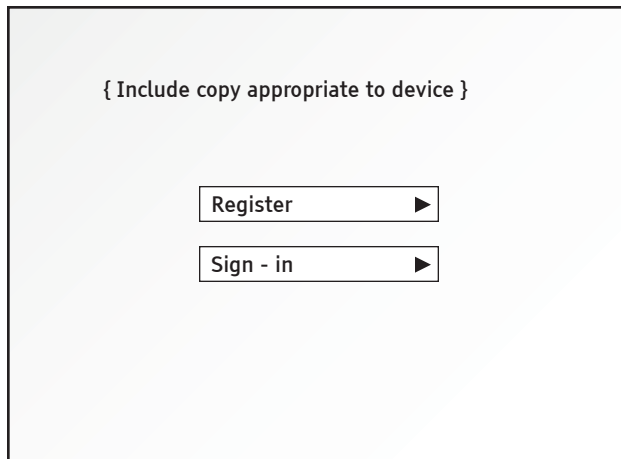 { Include copy appropriate to device }
Register
Sign - in